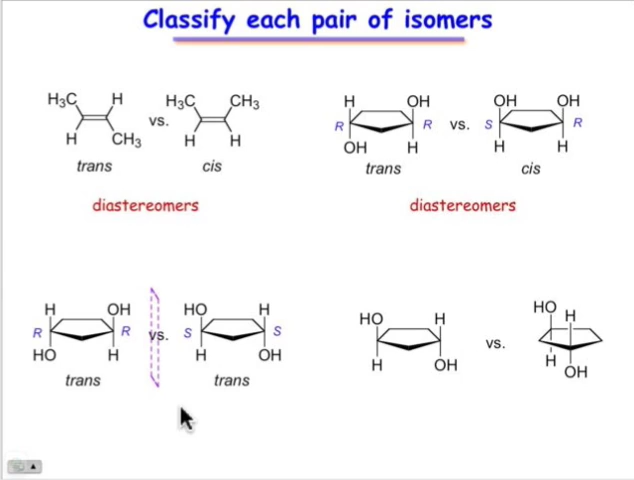 Classify each pair of isomers
H₃C H
H CH₃
trans
vs.
H₃C CH₃
H H
cis
diastereomers
H OH
R R
OH H
trans
vs.
OH OH
S R
H H
cis
diastereomers
H OH
R R
HO H
trans
vs.
HO H
S S
H OH
trans
HO H
H OH
vs.
HO H
H
OH